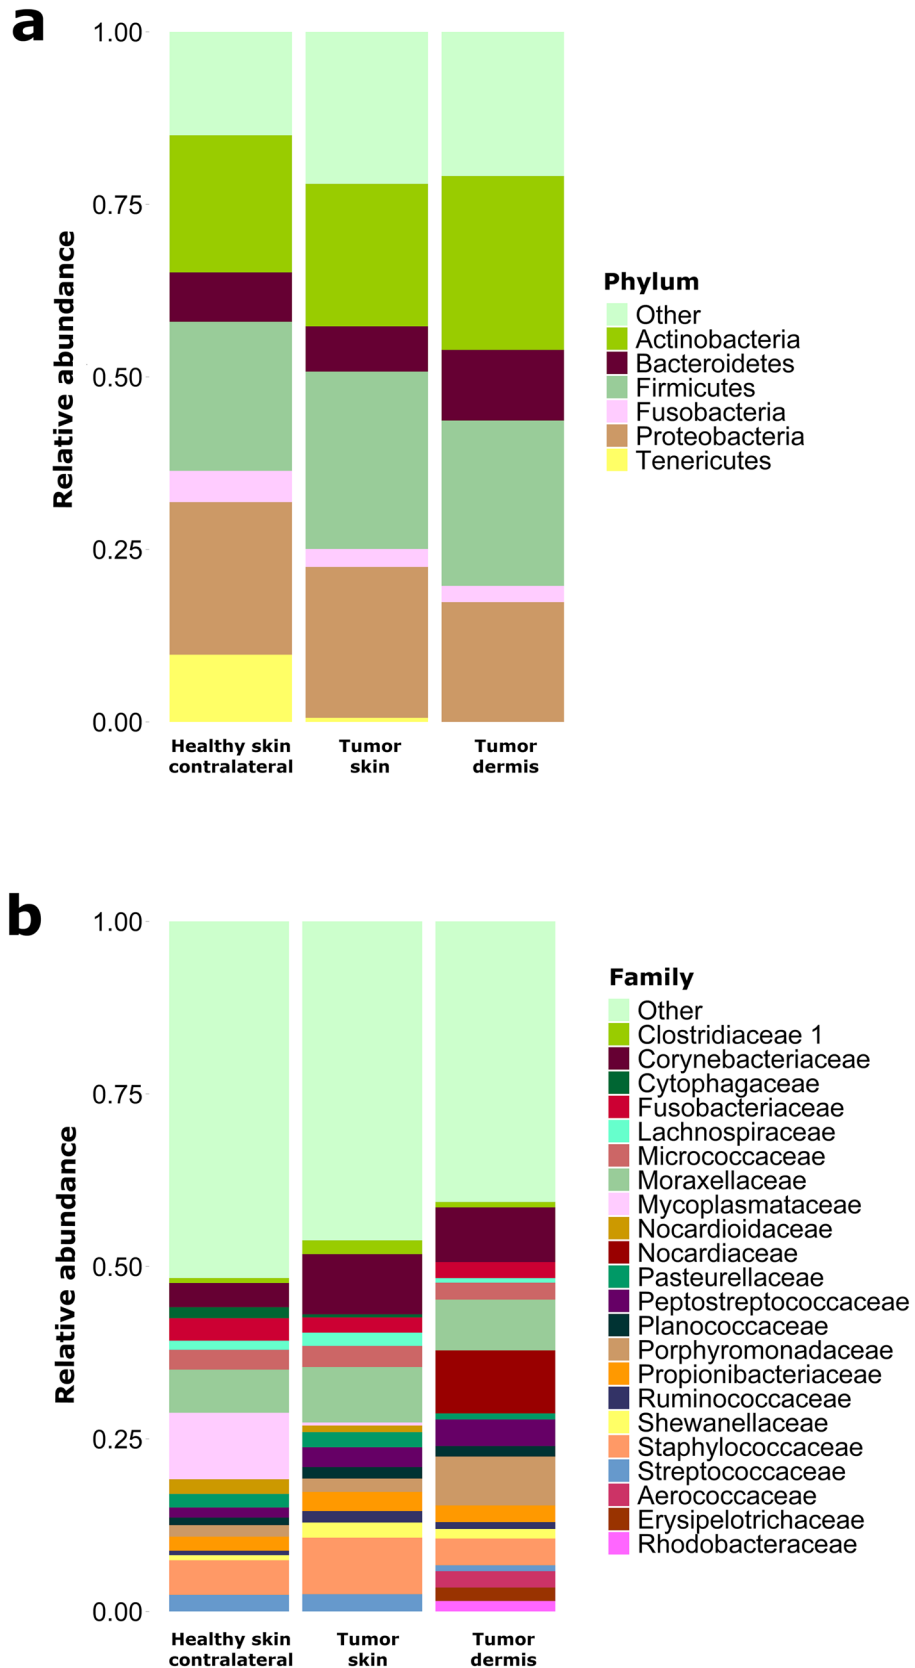 a
1.00
0.75
0.50
0.25
0.00
Relative abundance
Healthy skin
contralateral
Tumor
skin
Tumor
dermis
Phylum
Other
Actinobacteria
Bacteroidetes
Firmicutes
Fusobacteria
Proteobacteria
Tenericutes
b
1.00
0.75
0.50
0.25
0.00
Relative abundance
Healthy skin
contralateral
Tumor
skin
Tumor
dermis
Family
Other
Clostridiaceae 1
Corynebacteriaceae
Cytophagaceae
Fusobacteriaceae
Lachnospiraceae
Micrococcaceae
Moraxellaceae
Mycoplasmataceae
Nocardioidaceae
Nocardiaceae
Pasteurellaceae
Peptostreptococcaceae
Planococcaceae
Porphyromonadaceae
Propionibacteriaceae
Ruminococcaceae
Shewanellaceae
Staphylococcaceae
Streptococcaceae
Aerococcaceae
Erysipelotrichaceae
Rhodobacteraceae